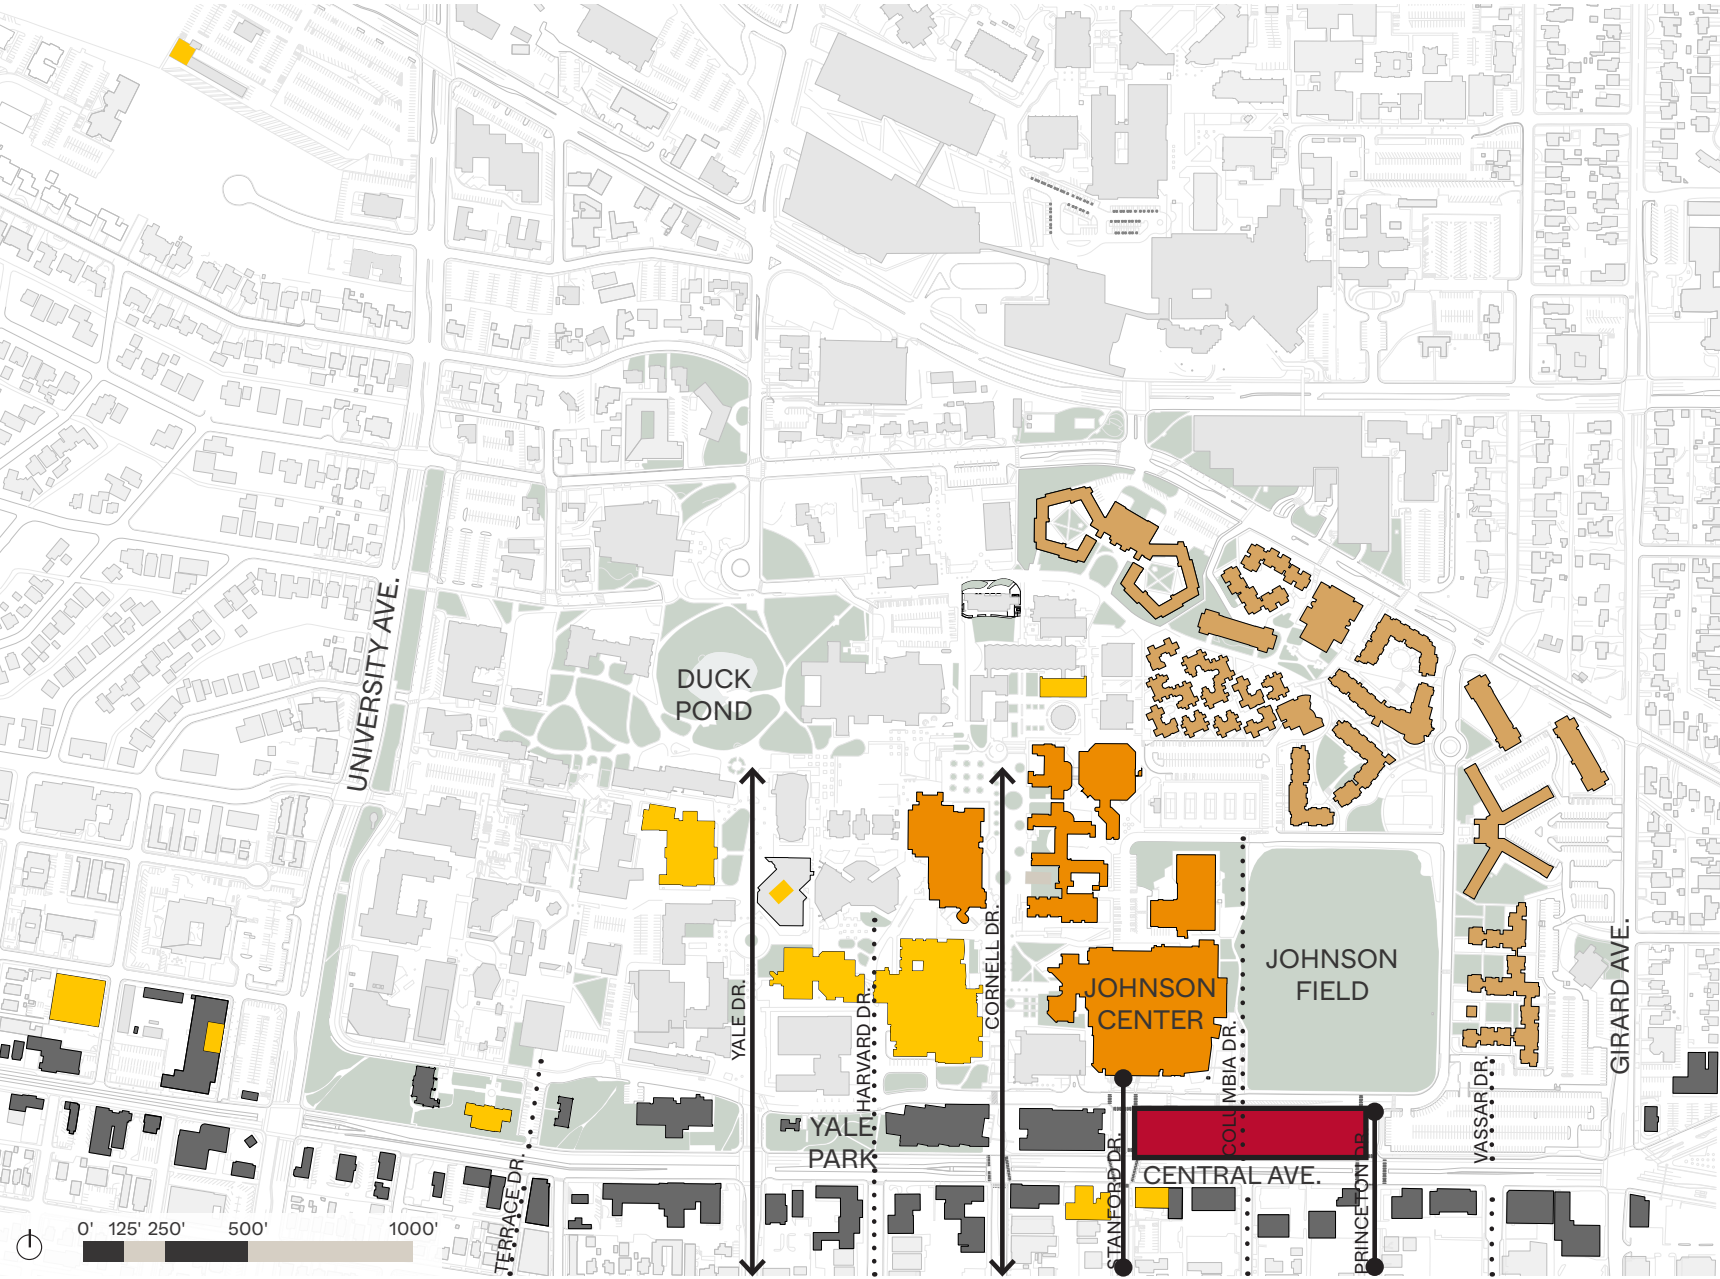 UNIVERSITY AVE.
DUCK
POND
JOHNSON
FIELD
JOHNSON
CENTER
YALE DR.
HARVARD DR.
CORNELL DR.
COLUMBIA DR.
GIRARD AVE.
VASSAR DR.
YALE
PARK
CENTRAL AVE.
TERRACE DR.
STANFORD DR.
PRINCETON DR.
0' 125' 250' 500' 1000'